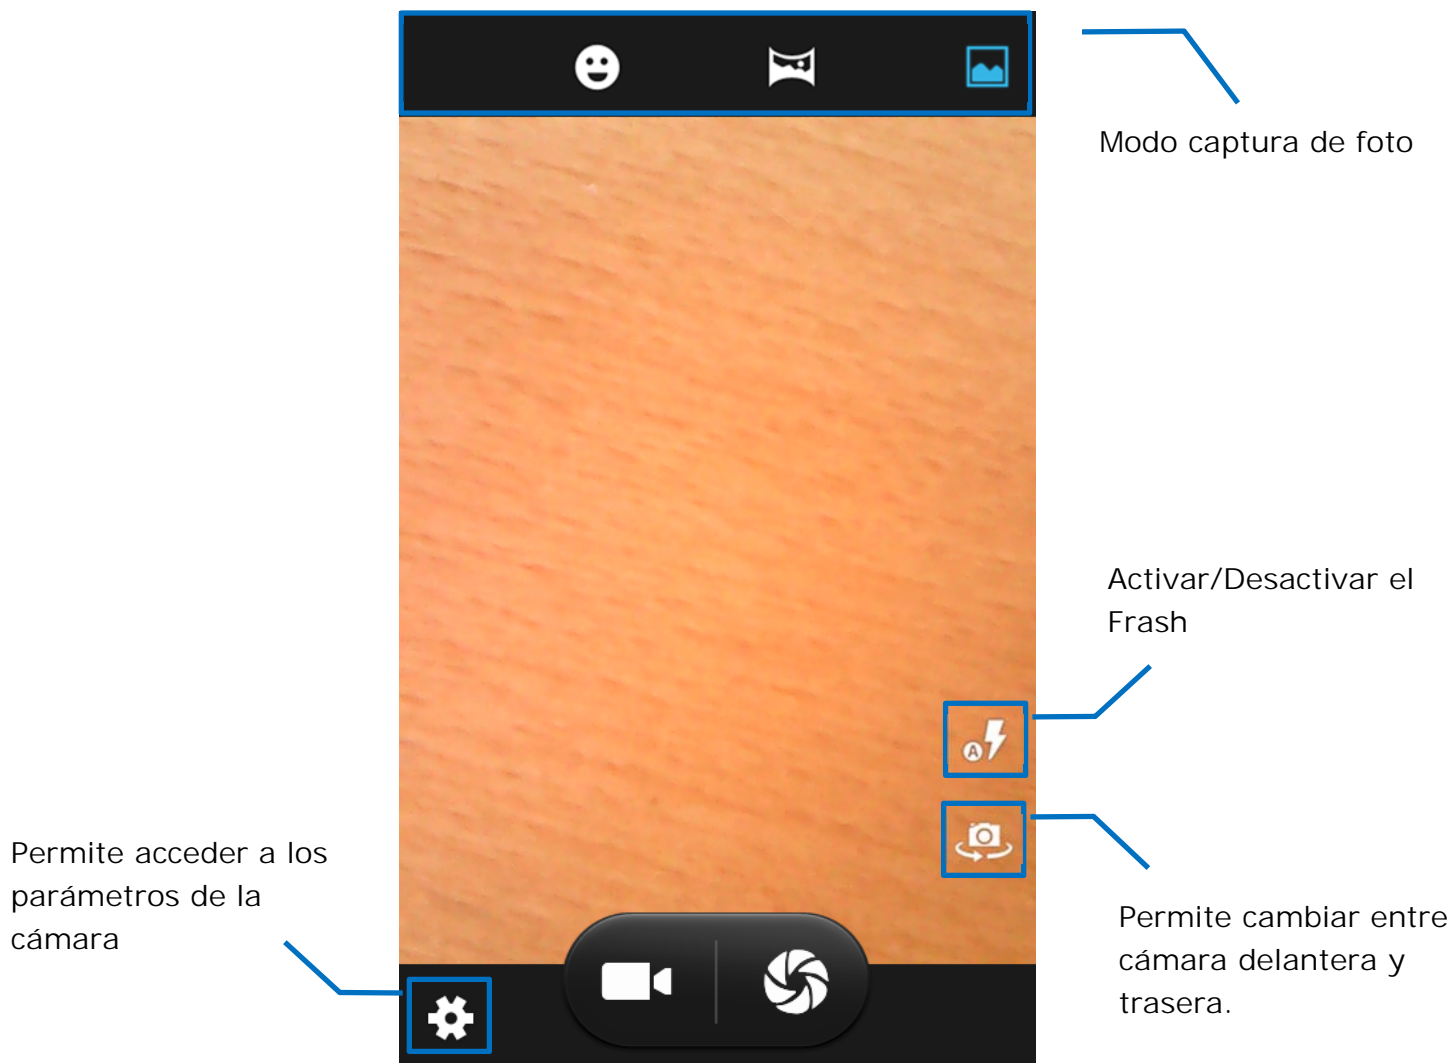 Modo captura de foto
Activar/Desactivar el
Frash
A
Permite acceder a los
parámetros de la
cámara
Permite cambiar entre
cámara delantera y
trasera.